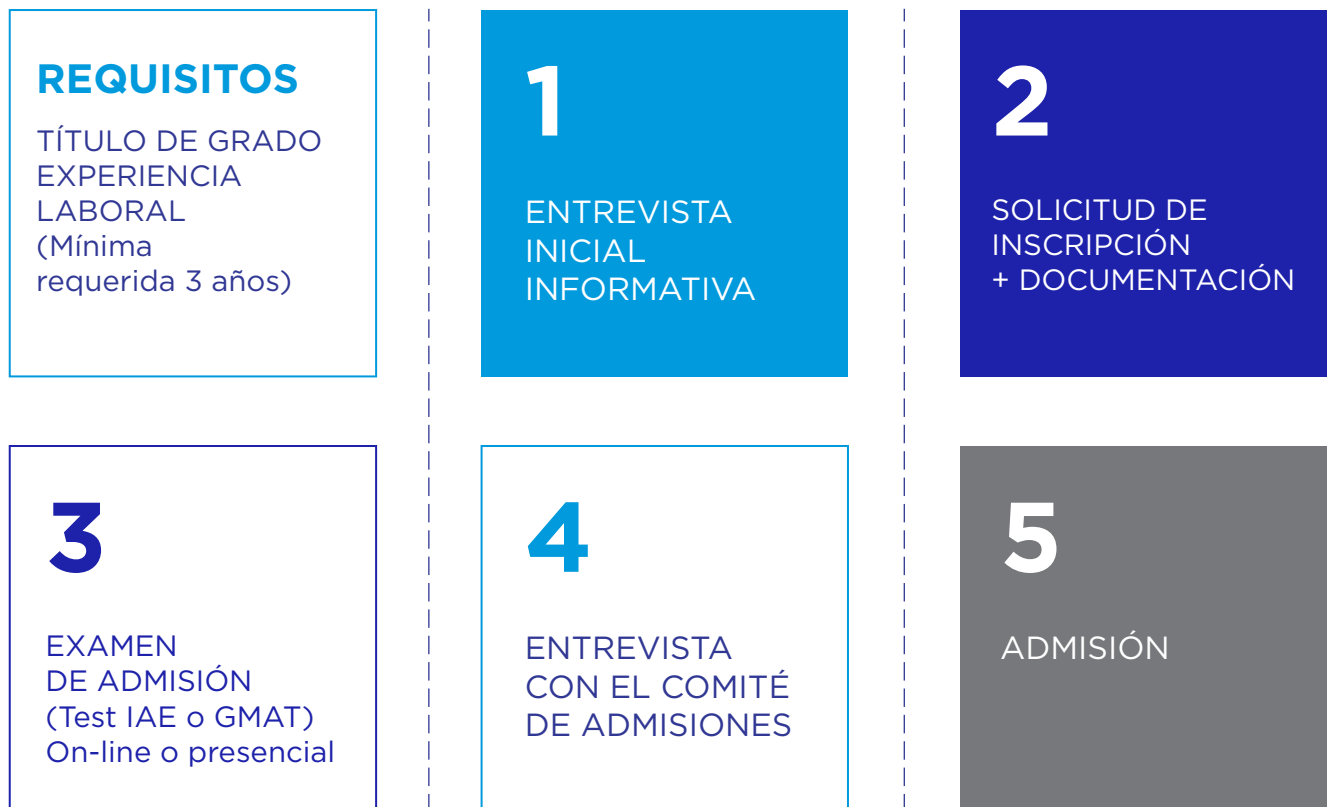 REQUISITOS
TÍTULO DE GRADO
EXPERIENCIA
LABORAL
(Mínima
requerida 3 años)
1
ENTREVISTA
INICIAL
INFORMATIVA
2
SOLICITUD DE
INSCRIPCIÓN
+ DOCUMENTACIÓN
3
EXAMEN
DE ADMISIÓN
(Test IAE o GMAT)
On-line o presencial
4
ENTREVISTA
CON EL COMITÉ
DE ADMISIONES
5
ADMISIÓN